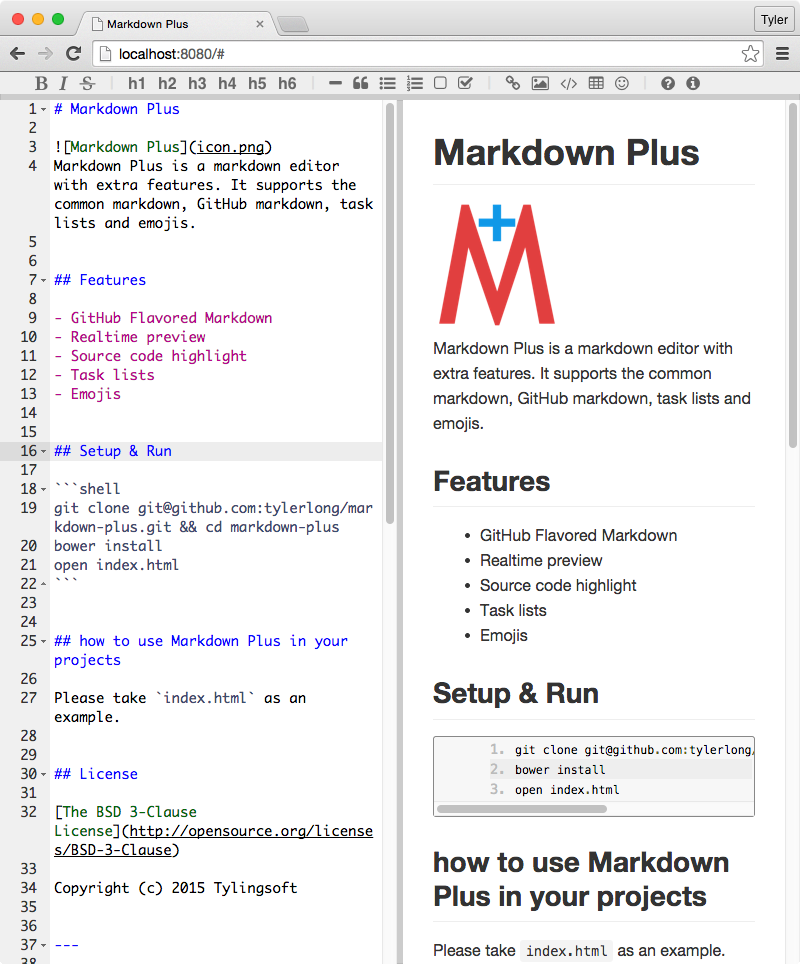 Markdown Plus
Tyler
localhost:8080/#
B I S h1 h2 h3 h4 h5 h6
1 # Markdown Plus
2
3 ![Markdown Plus](icon.png)
4 Markdown Plus is a markdown editor
with extra features. It supports the
common markdown, GitHub markdown, task
lists and emojis.
5
6
7 ## Features
8
9 - GitHub Flavored Markdown
10 - Realtime preview
11 - Source code highlight
12 - Task lists
13 - Emojis
14
15
16 ## Setup & Run
17
18 ```shell
19 git clone git@github.com:tylerlong/mar
kdown-plus.git && cd markdown-plus
20 bower install
21 open index.html
22 ```
23
24
25 ## how to use Markdown Plus in your
projects
26
27 Please take `index.html` as an
example.
28
29
30 ## License
31
32 [The BSD 3-Clause
License](http://opensource.org/license
s/BSD-3-Clause)
33
34 Copyright (c) 2015 Tylingsoft
35
36
37 ---
38
Markdown Plus
M+
Markdown Plus is a markdown editor with
extra features. It supports the common
markdown, GitHub markdown, task lists and
emojis.
Features
• GitHub Flavored Markdown
• Realtime preview
• Source code highlight
• Task lists
• Emojis
Setup & Run
1. git clone git@github.com:tylerlong/
2. bower install
3. open index.html
how to use Markdown
Plus in your projects
Please take index.html as an example.